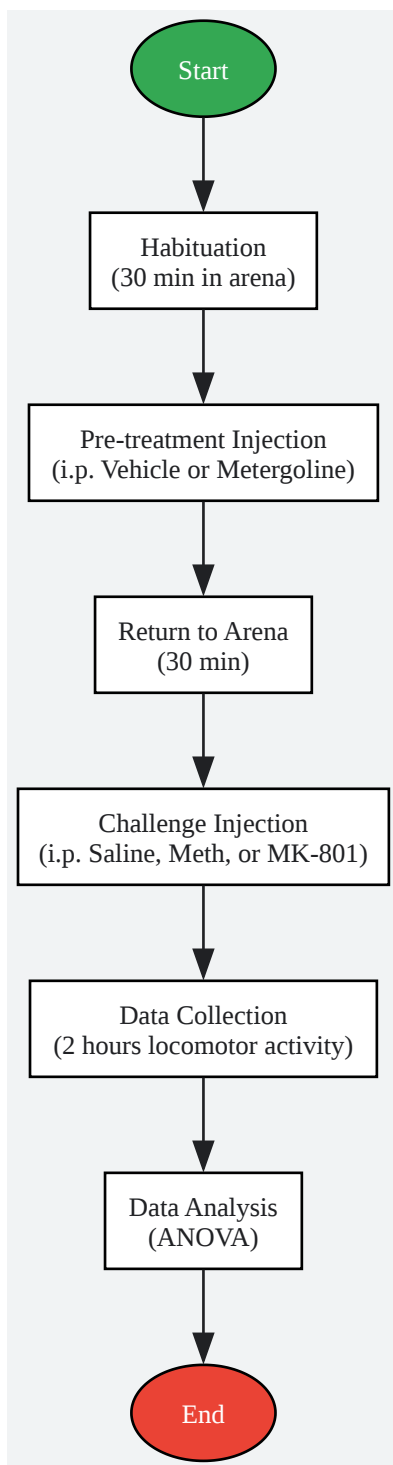 Start
Habituation
(30 min in arena)
Pre-treatment Injection
(i.p. Vehicle or Metergoline)
Return to Arena
(30 min)
Challenge Injection
(i.p. Saline, Meth, or MK-801)
Data Collection
(2 hours locomotor activity)
Data Analysis
(ANOVA)
End